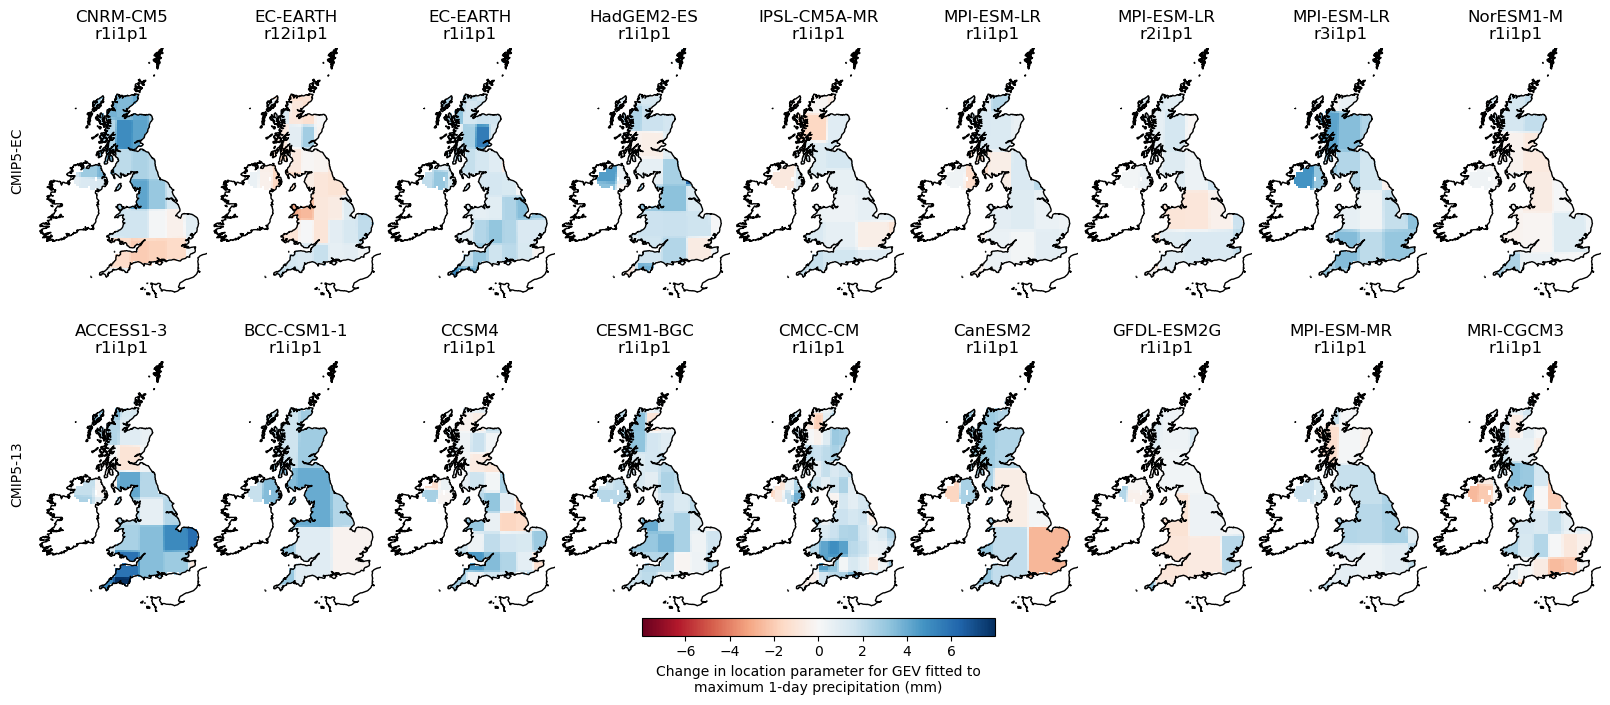 CNRM-CM5 EC-EARTH EC-EARTH HadGEM2-ES IPSL-CM5A-MR MPI-ESM-LR MPI-ESM-LR MPI-ESM-LR NorESM1-M
r1i1p1 r12i1p1 r1i1p1 r1i1p1 r1i1p1 r1i1p1 r2i1p1 r3i1p1 r1i1p1
CMIP5-EC
ACCESS1-3 BCC-CSM1-1 CCSM4 CESM1-BGC CMCC-CM CanESM2 GFDL-ESM2G MPI-ESM-MR MRI-CGCM3
r1i1p1 r1i1p1 r1i1p1 r1i1p1 r1i1p1 r1i1p1 r1i1p1 r1i1p1 r1i1p1
CMIP5-13
−6 −4 −2 0 2 4 6
Change in location parameter for GEV fitted to
maximum 1-day precipitation (mm)